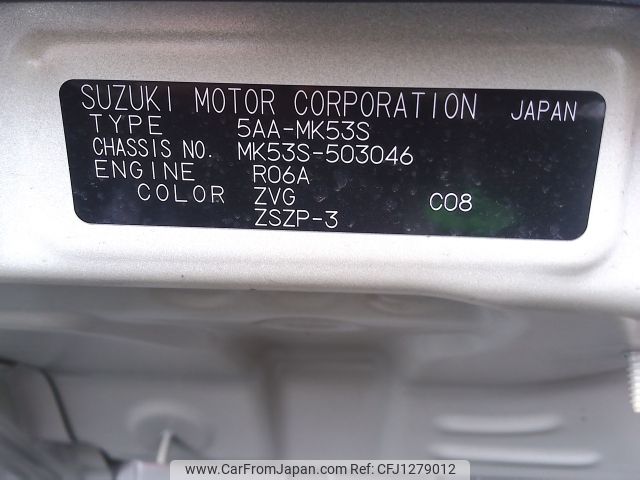 SUZUKI MOTOR CORPORATION JAPAN
TYPE 5AA-MK53S
CHASSIS NO. MK53S-503046
ENGINE R06A
COLOR ZVG C08
ZSZP-3
www.CarFromJapan.com | CFJ1279012